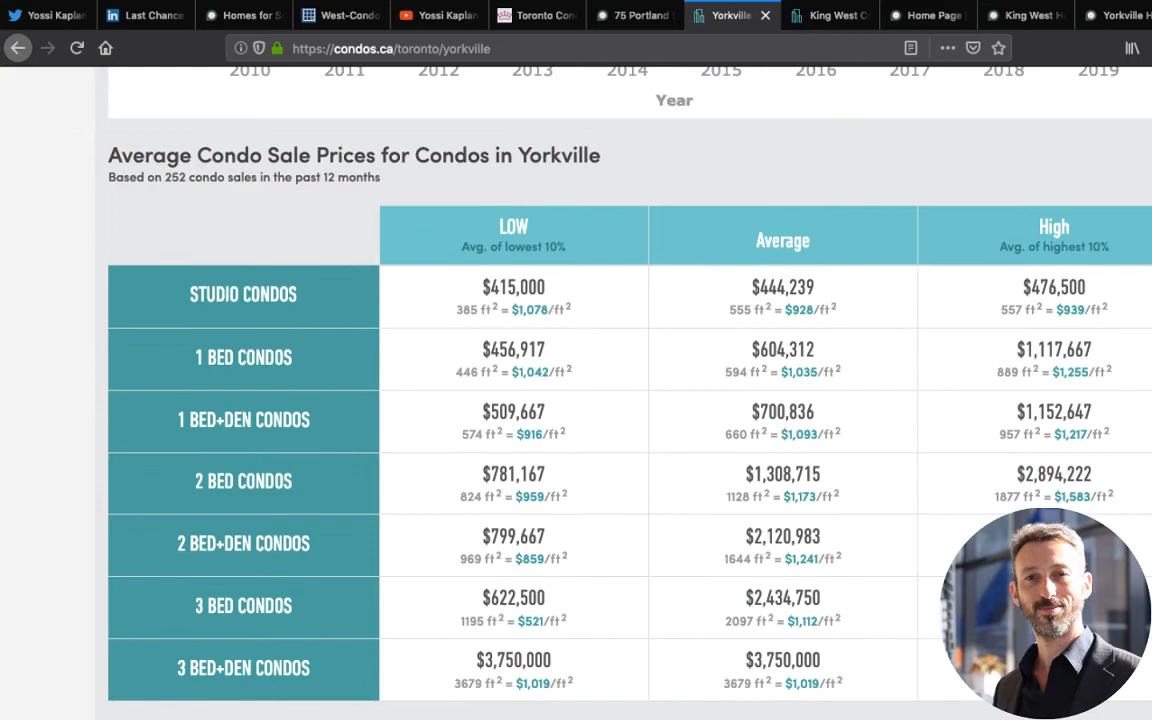 Yossi Kaplan
Last Chance
Homes for S
West-Condo
Yossi Kaplan
Toronto Con
75 Portland
Yorkville
King West C
Home Page
King West H
Yorkville H
https://condos.ca/toronto/yorkville
2010 2011 2012 2013 2014 2015 2016 2017 2018 2019
Year
Average Condo Sale Prices for Condos in Yorkville
Based on 252 condo sales in the past 12 months
LOW Average High
Avg. of lowest 10% Avg. of highest 10%
STUDIO CONDOS $415,000 $444,239 $476,500
385 ft² = $1,078/ft² 555 ft² = $928/ft² 557 ft² = $939/ft²
1 BED CONDOS $456,917 $604,312 $1,117,667
446 ft² = $1,042/ft² 594 ft² = $1,035/ft² 889 ft² = $1,255/ft²
1 BED+DEN CONDOS $509,667 $700,836 $1,152,647
574 ft² = $916/ft² 660 ft² = $1,093/ft² 957 ft² = $1,217/ft²
2 BED CONDOS $781,167 $1,308,715 $2,894,222
824 ft² = $959/ft² 1128 ft² = $1,173/ft² 1877 ft² = $1,583/ft²
2 BED+DEN CONDOS $799,667 $2,120,983
969 ft² = $859/ft² 1644 ft² = $1,241/ft²
3 BED CONDOS $622,500 $2,434,750
1195 ft² = $521/ft² 2097 ft² = $1,112/ft²
3 BED+DEN CONDOS $3,750,000 $3,750,000
3679 ft² = $1,019/ft² 3679 ft² = $1,019/ft²